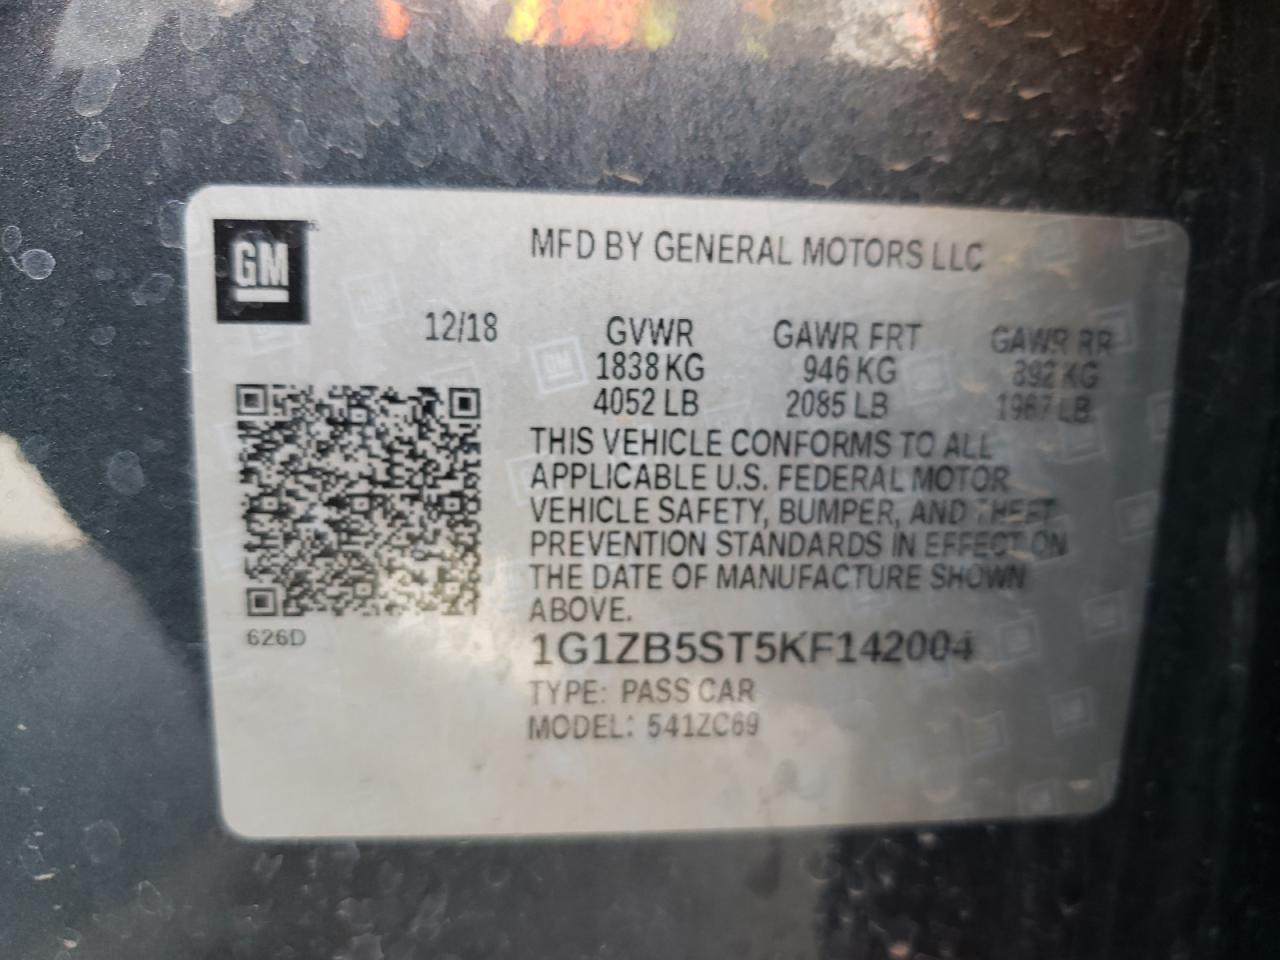 GM
MFD BY GENERAL MOTORS LLC
12/18 GVWR GAWR FRT GAWR RR
1838 KG 946 KG 892 KG
4052 LB 2085 LB 1967 LB
THIS VEHICLE CONFORMS TO ALL
APPLICABLE U.S. FEDERAL MOTOR
VEHICLE SAFETY, BUMPER, AND THEFT
PREVENTION STANDARDS IN EFFECT ON
THE DATE OF MANUFACTURE SHOWN
ABOVE.
626D
1G1ZB5ST5KF142004
TYPE: PASS CAR
MODEL: 541ZC69